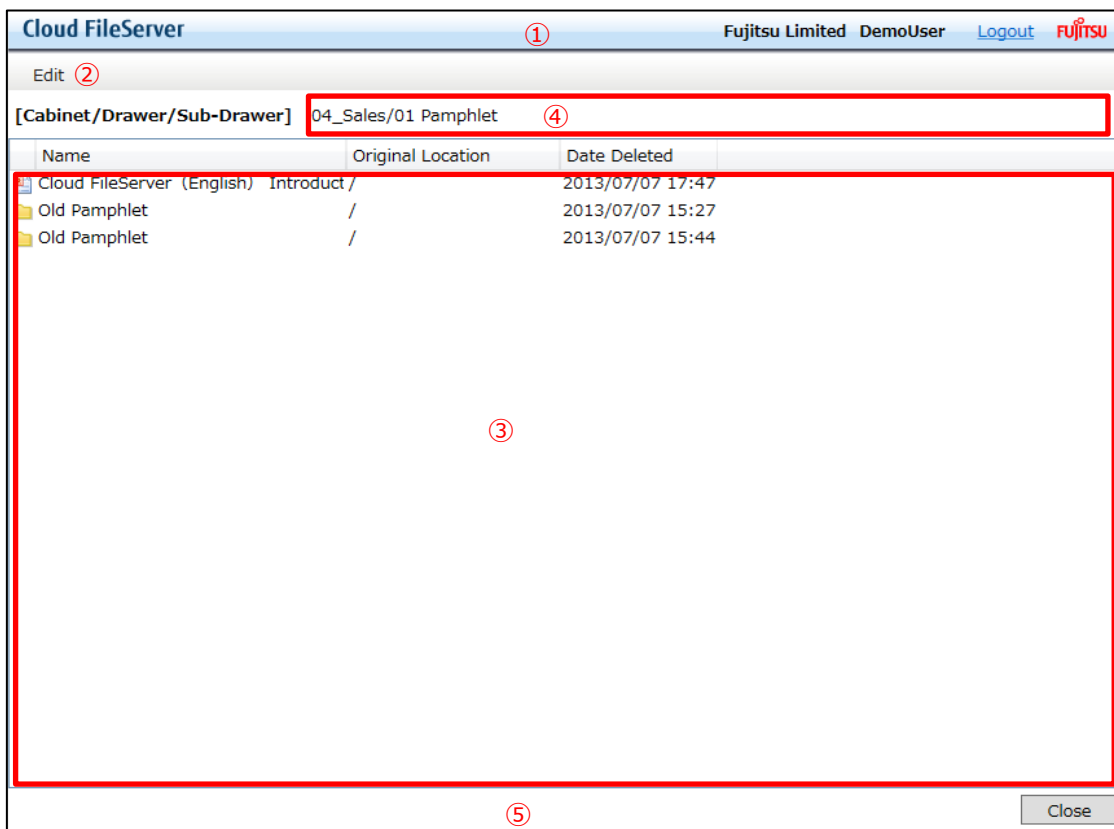 Cloud FileServer ① Fujitsu Limited DemoUser Logout FUJITSU
Edit ②
[Cabinet/Drawer/Sub-Drawer] 04_Sales/01 Pamphlet ④
Name Original Location Date Deleted
Cloud FileServer（English） Introduct / 2013/07/07 17:47
Old Pamphlet / 2013/07/07 15:27
Old Pamphlet / 2013/07/07 15:44
③
⑤ Close